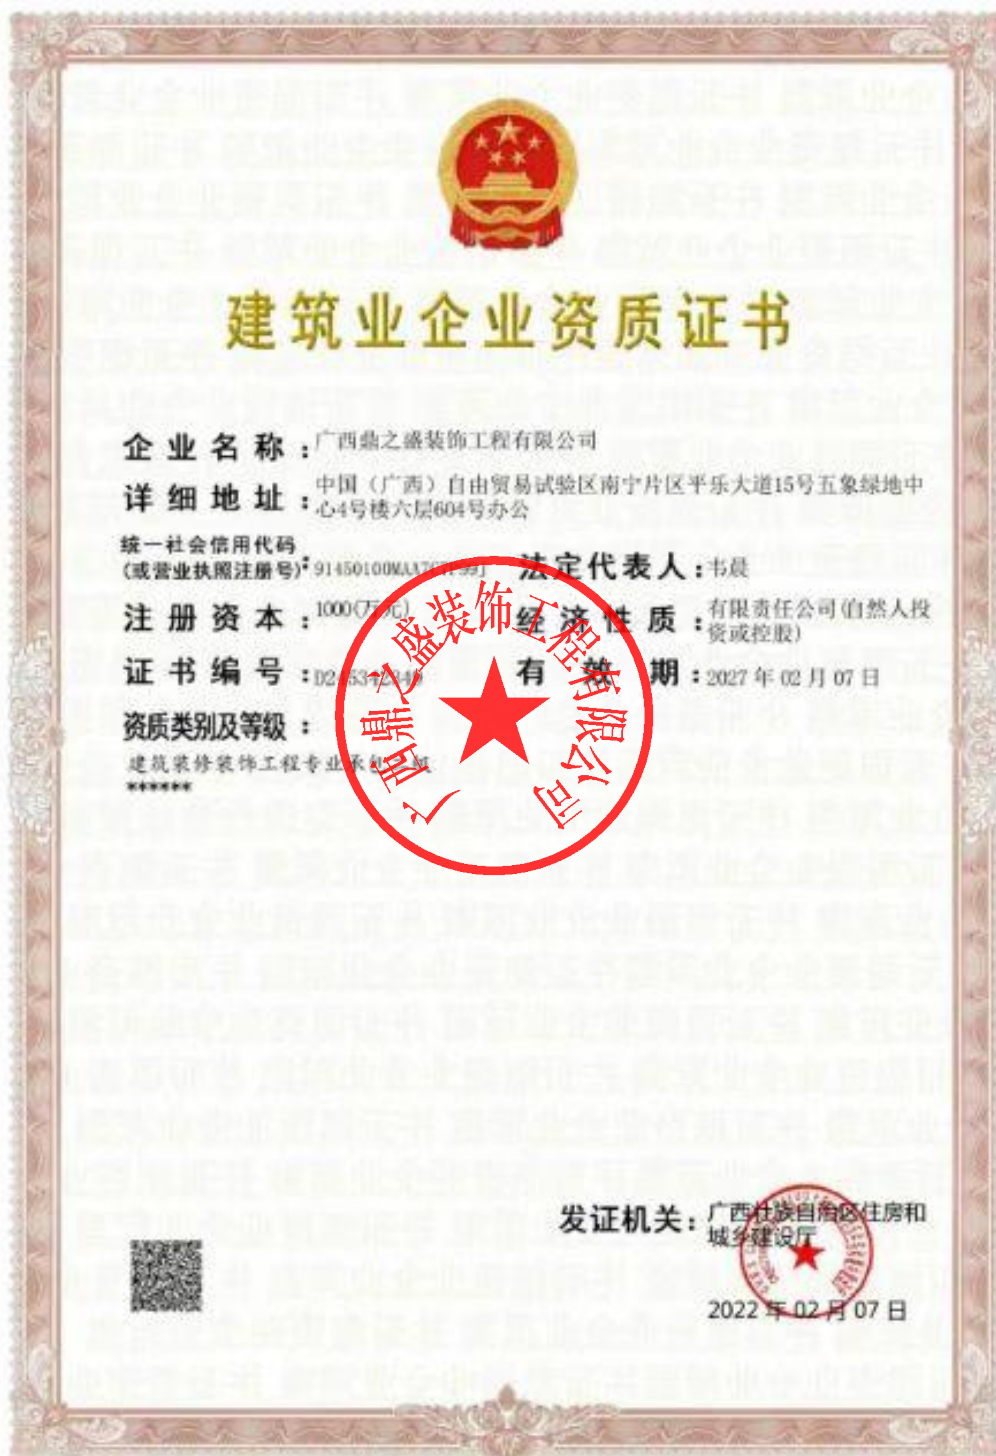 建筑业企业资质证书
企业名称：广西鼎之盛装饰工程有限公司
详细地址：中国（广西）自由贸易试验区南宁片区平乐大道15号五象绿地中
心4号楼六层604号办公
统一社会信用代码
(或营业执照注册号)：91450100MAA7C7F99J
法定代表人：韦晨
注册资本：1000(万元)
经济性质：有限责任公司(自然人投
资或控股)
证书编号：D245342340
有效期：2027年02月07日
资质类别及等级：
建筑装修装饰工程专业承包二级
******
广西鼎之盛装饰工程有限公司
发证机关：广西壮族自治区住房和
城乡建设厅
2022年02月07日